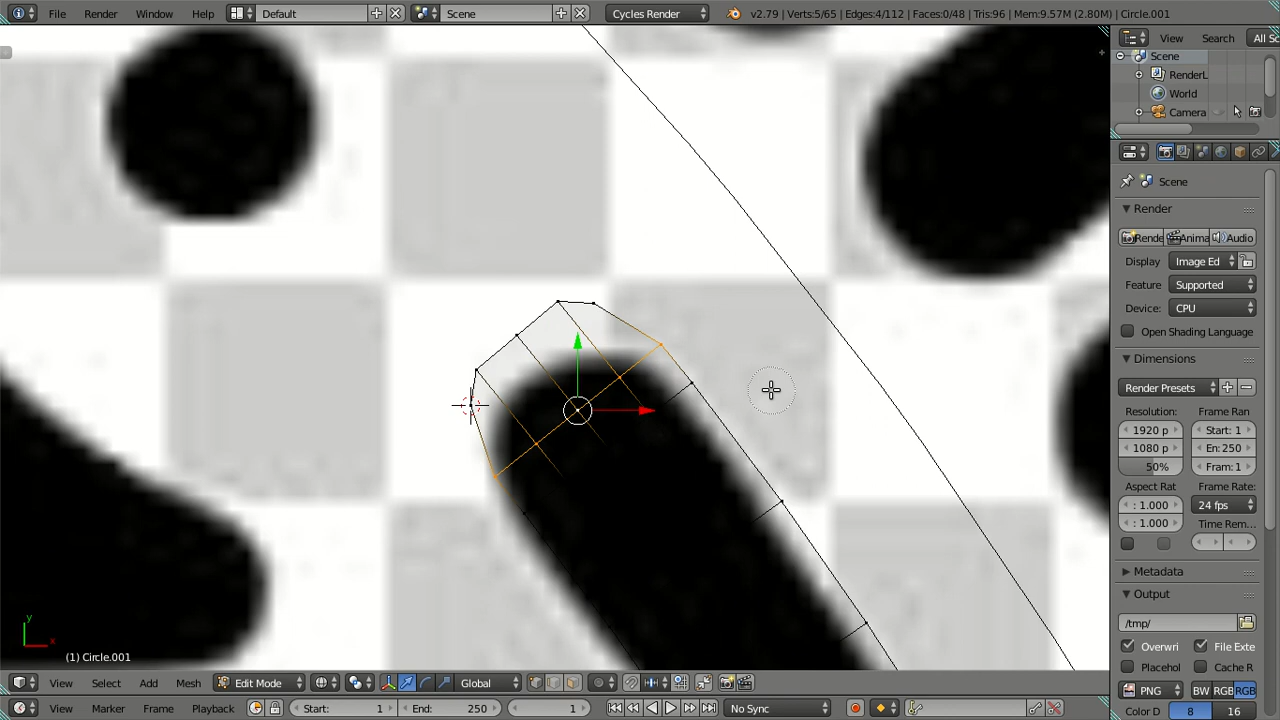 File Render Window Help Default Scene Cycles Render v2.79 | Verts:5/65 | Edges:4/112 | Faces:0/48 | Tris:96 | Mem:9.57M (2.80M) | Circle.001
View Search All Sc
Scene
RenderL
World
Camera
Scene
Render
Rende Anima Audio
Display Image Ed
Feature Supported
Device: CPU
Open Shading Language
Dimensions
Render Presets
Resolution: Frame Ran
1920 p Start: 1
1080 p En: 250
50% Fram: 1
Aspect Rat Frame Rate:
: 1.000 24 fps
: 1.000 Time Rem...
Metadata
Output
/tmp/
Overwri File Exte
Placehol Cache R
PNG BW RGB RGB
Color D 8 16
y
x
(1) Circle.001
View Select Add Mesh Edit Mode Global
View Marker Frame Playback Start: 1 End: 250 1 No Sync